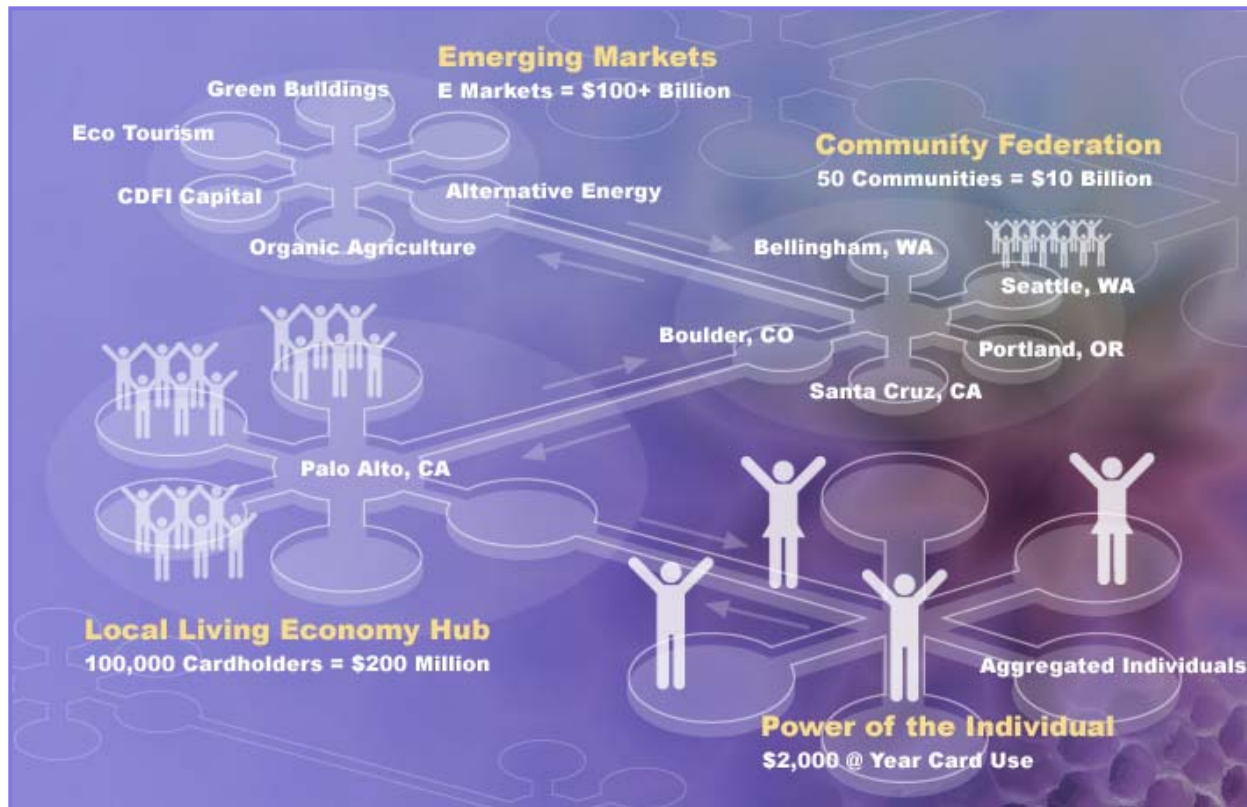 Emerging Markets
E Markets = $100+ Billion
Green Buildings
Eco Tourism
CDFI Capital
Alternative Energy
Organic Agriculture
Community Federation
50 Communities = $10 Billion
Bellingham, WA
Seattle, WA
Boulder, CO
Portland, OR
Santa Cruz, CA
Palo Alto, CA
Local Living Economy Hub
100,000 Cardholders = $200 Million
Aggregated Individuals
Power of the Individual
$2,000 @ Year Card Use